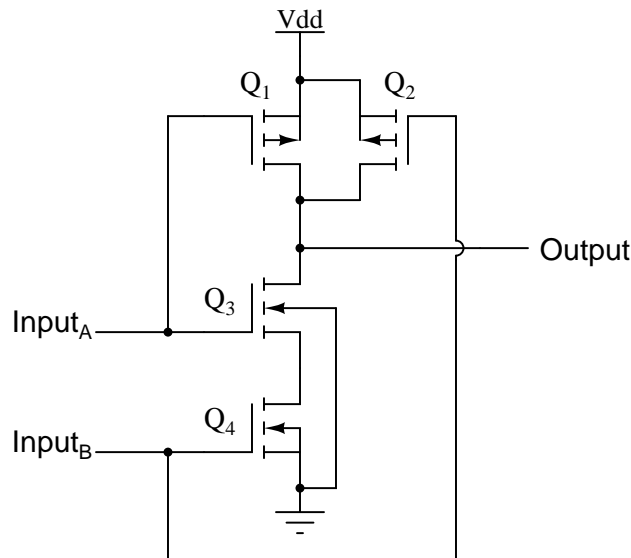 Vdd
Q1 Q2
Output
Q3
InputA
Q4
InputB